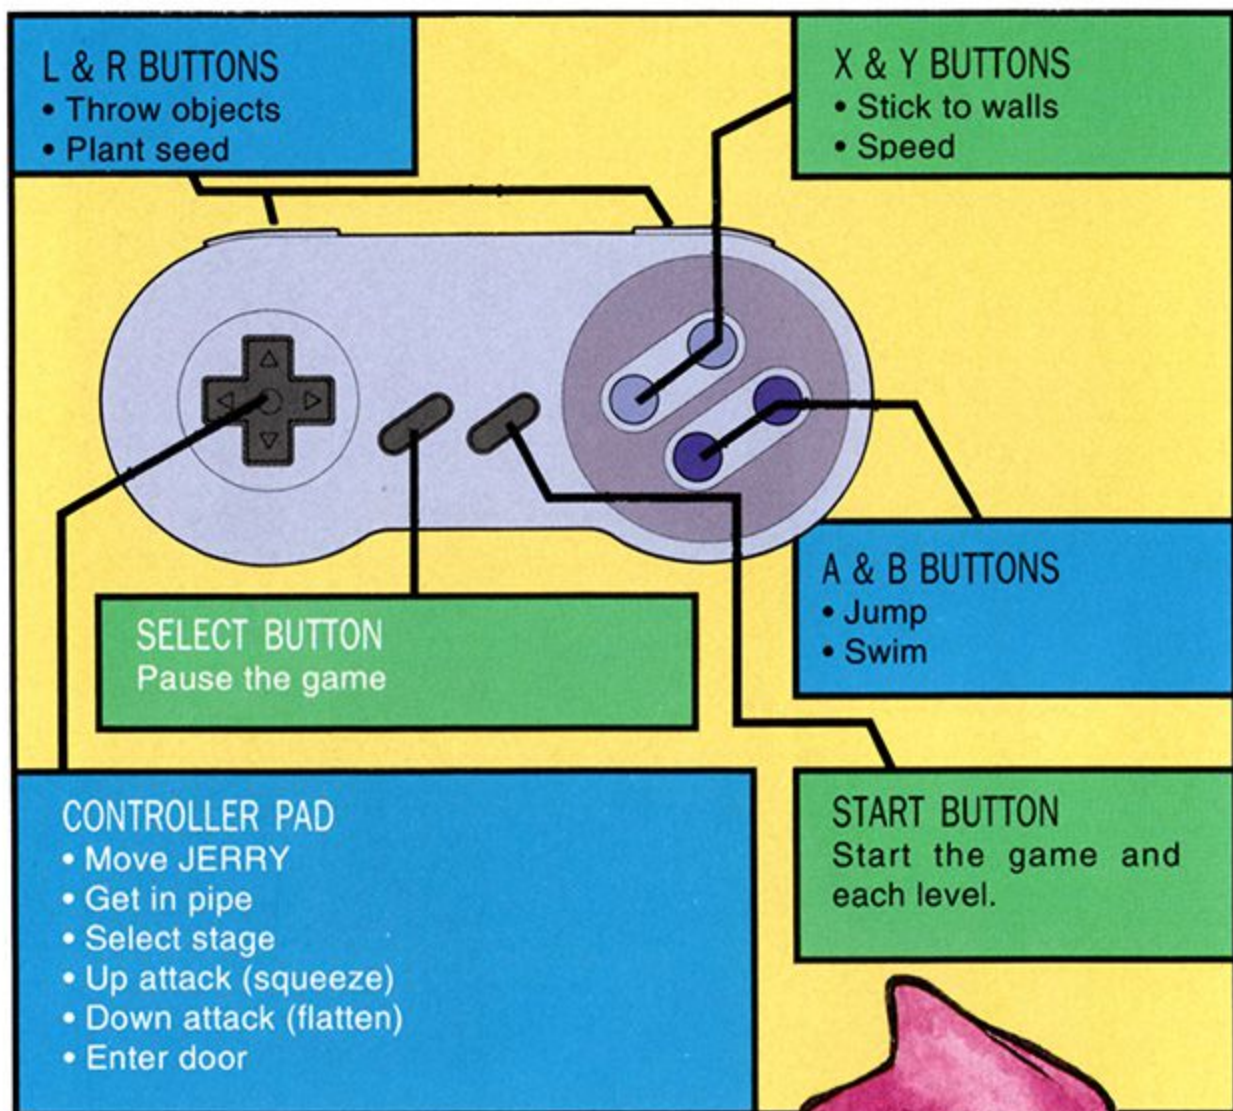 L & R BUTTONS
• Throw objects
• Plant seed
X & Y BUTTONS
• Stick to walls
• Speed
A & B BUTTONS
• Jump
• Swim
SELECT BUTTON
Pause the game
CONTROLLER PAD
• Move JERRY
• Get in pipe
• Select stage
• Up attack (squeeze)
• Down attack (flatten)
• Enter door
START BUTTON
Start the game and
each level.